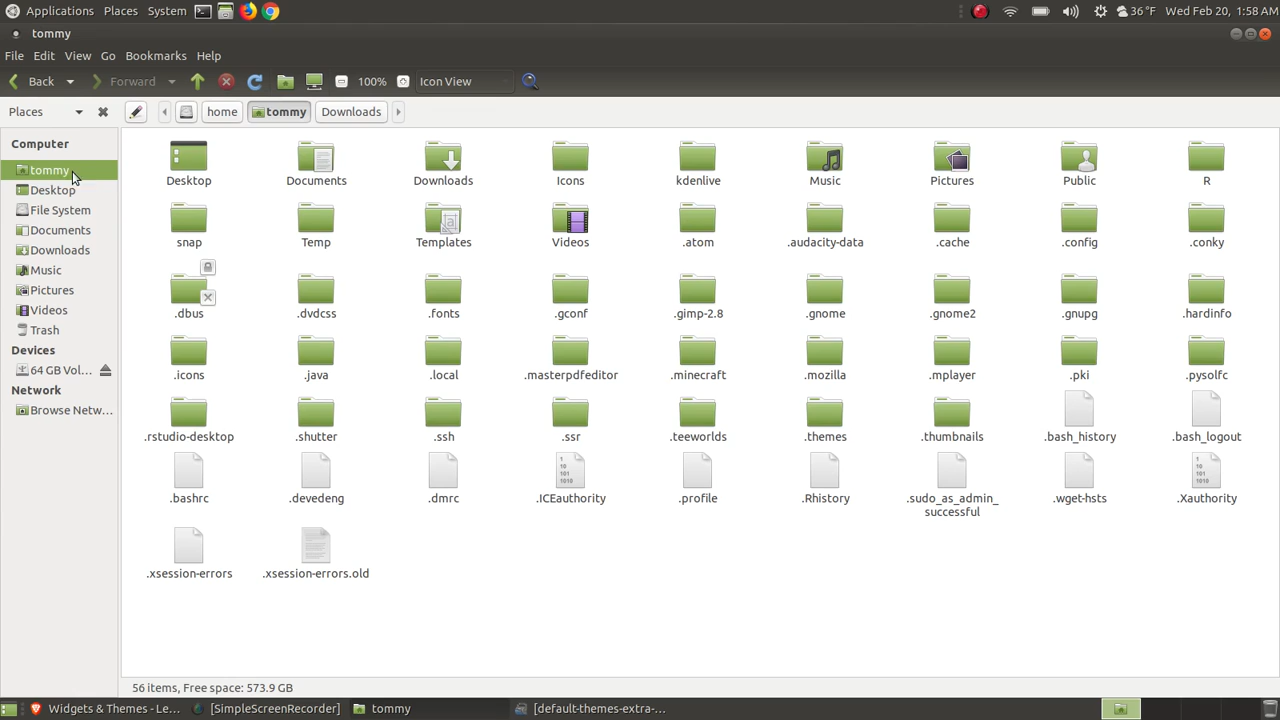 Applications Places System 36 °F Wed Feb 20, 1:58 AM
tommy
File Edit View Go Bookmarks Help
Back Forward 100% Icon View
Places home tommy Downloads
Computer
tommy
Desktop
File System
Documents
Downloads
Music
Pictures
Videos
Trash
Devices
64 GB Vol...
Network
Browse Netw...
Desktop Documents Downloads Icons kdenlive Music Pictures Public R
snap Temp Templates Videos .atom .audacity-data .cache .config .conky
.dbus .dvdcss .fonts .gconf .gimp-2.8 .gnome .gnome2 .gnupg .hardinfo
.icons .java .local .masterpdfeditor .minecraft .mozilla .mplayer .pki .pysolfc
.rstudio-desktop .shutter .ssh .ssr .teeworlds .themes .thumbnails .bash_history .bash_logout
.bashrc .devedeng .dmrc .ICEauthority .profile .Rhistory .sudo_as_admin_ .wget-hsts .Xauthority
successful
.xsession-errors .xsession-errors.old
56 items, Free space: 573.9 GB
Widgets & Themes - Le... [SimpleScreenRecorder] tommy [default-themes-extra-...